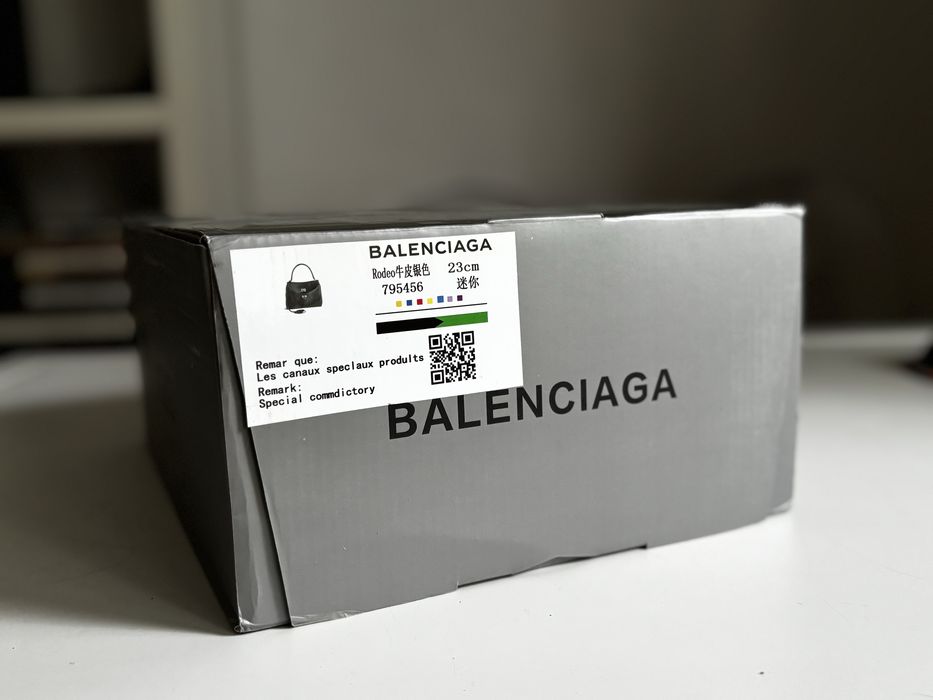 BALENCIAGA
Rodeo牛皮银色 23cm
795456 迷你
Remar que:
Les canaux speclaux prodults
Remark:
Special commdictory
BALENCIAGA